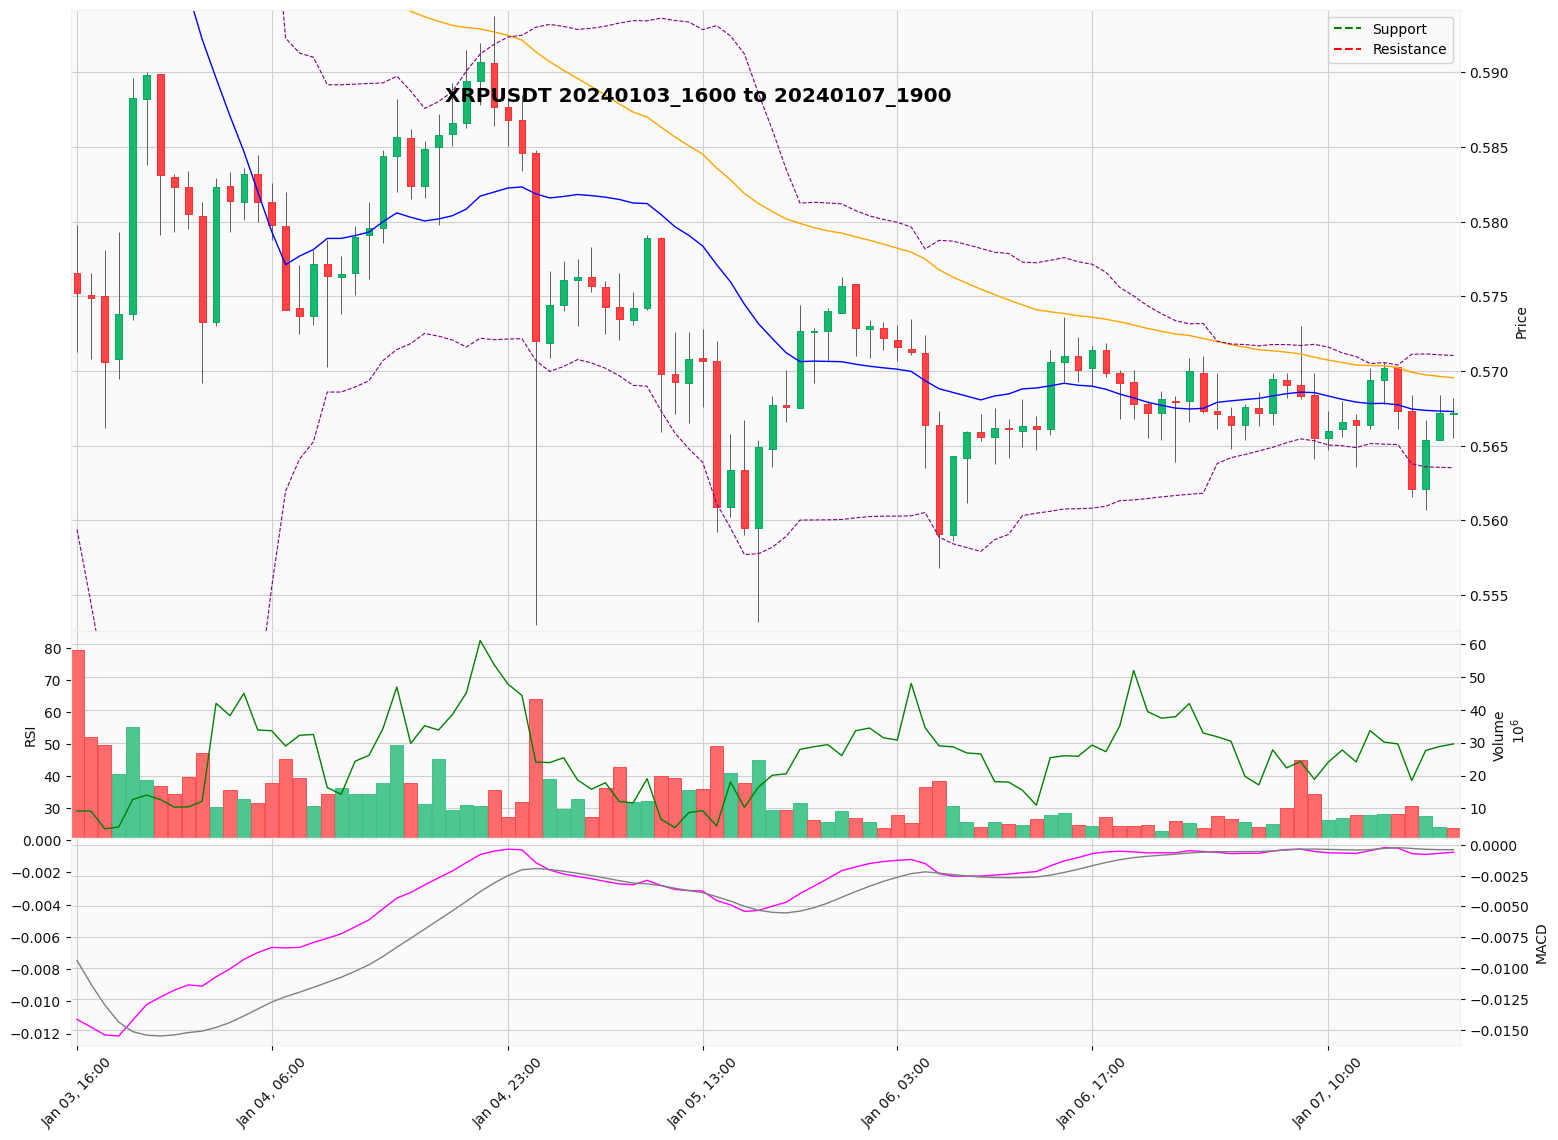 XRPUSDT 20240103_1600 to 20240107_1900
Support
Resistance
0.590
0.585
0.580
0.575
0.570
0.565
0.560
0.555
Price
80
70
60
50
40
30
RSI
60
50
40
30
20
10
Volume
10^6
0.000
−0.002
−0.004
−0.006
−0.008
−0.010
−0.012
0.0000
−0.0025
−0.0050
−0.0075
−0.0100
−0.0125
−0.0150
MACD
Jan 03, 16:00
Jan 04, 06:00
Jan 04, 23:00
Jan 05, 13:00
Jan 06, 03:00
Jan 06, 17:00
Jan 07, 10:00